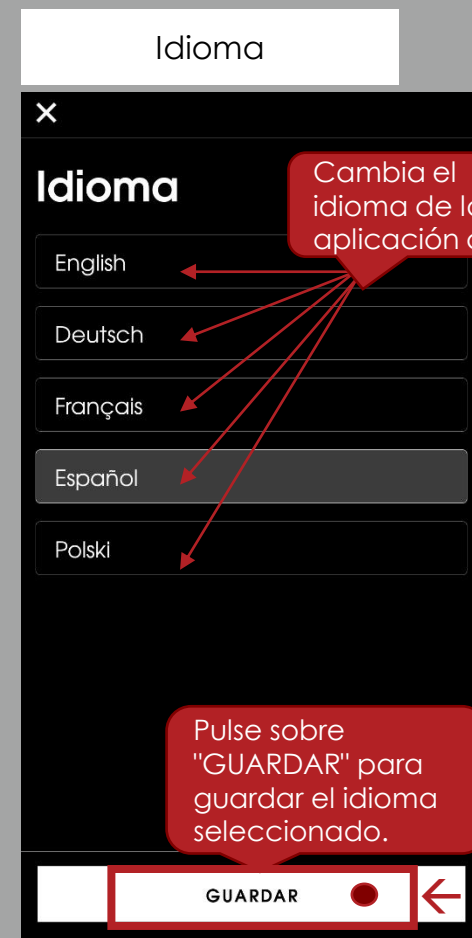 Idioma
Idioma
Cambia el
idioma de
aplicación
English
Deutsch
Français
Español
Polski
Pulse sobre
"GUARDAR" para
guardar el idioma
seleccionado.
GUARDAR